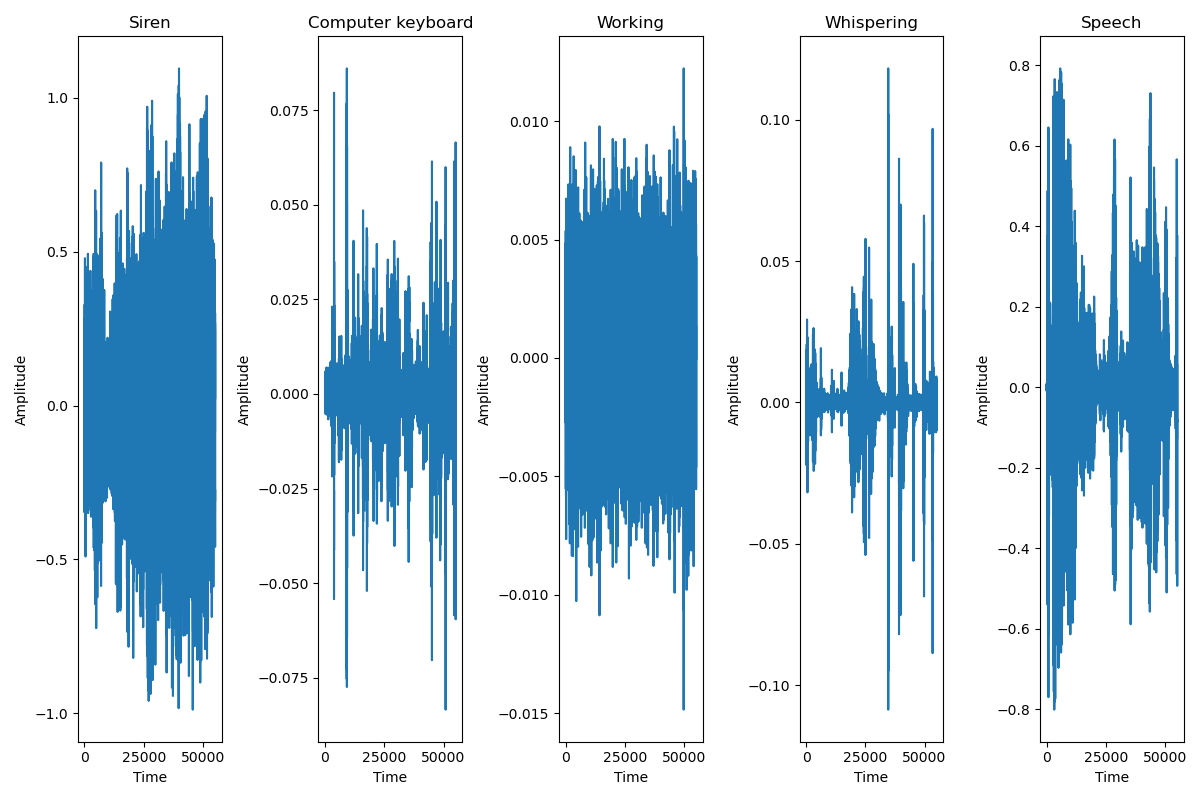 Siren
Computer keyboard
Working
Whispering
Speech
Amplitude
1.0
0.5
0.0
−0.5
−1.0
0 25000 50000
Time
Amplitude
0.075
0.050
0.025
0.000
−0.025
−0.050
−0.075
0 25000 50000
Time
Amplitude
0.010
0.005
0.000
−0.005
−0.010
−0.015
0 25000 50000
Time
Amplitude
0.10
0.05
0.00
−0.05
−0.10
0 25000 50000
Time
Amplitude
0.8
0.6
0.4
0.2
0.0
−0.2
−0.4
−0.6
−0.8
0 25000 50000
Time